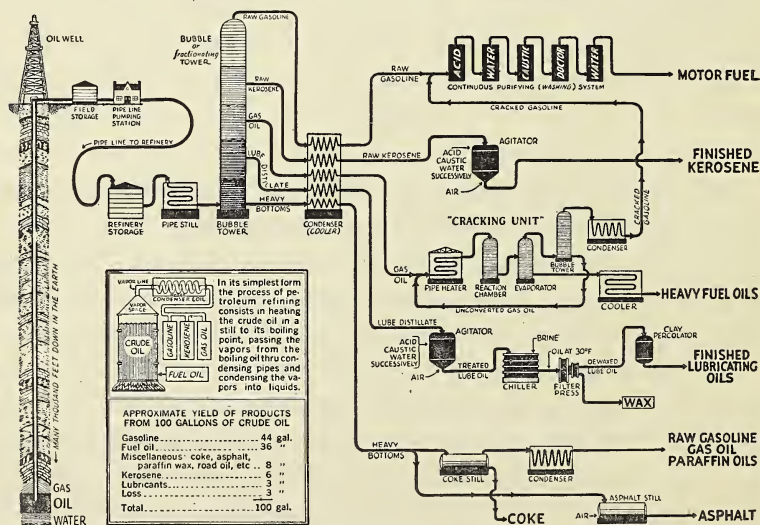 OIL WELL
FIELD STORAGE
PIPE LINE PUMPING STATION
PIPE LINE TO REFINERY
REFINERY STORAGE
PIPE STILL
BUBBLE
or
fractionating
TOWER
BUBBLE TOWER
RAW GASOLINE
RAW KEROSENE
GAS OIL
LUBE DISTILLATE
HEAVY BOTTOMS
CONDENSER
(COOLER)
RAW GASOLINE
ACID
WATER
CAUSTIC
DOCTOR
WATER
CONTINUOUS PURIFYING (WASHING) SYSTEM
MOTOR FUEL
CRACKED GASOLINE
RAW KEROSENE
AGITATOR
ACID
CAUSTIC
WATER
SUCCESSIVELY
AIR
FINISHED
KEROSENE
"CRACKING UNIT"
GAS OIL
PIPE HEATER
REACTION CHAMBER
EVAPORATOR
BUBBLE TOWER
CONDENSER
CRACKED GASOLINE
UNCONVERTED GAS OIL
COOLER
HEAVY FUEL OILS
LUBE DISTILLATE
AGITATOR
ACID
CAUSTIC
WATER
SUCCESSIVELY
AIR
TREATED
LUBE OIL
BRINE
CHILLER
OIL AT 30°F
FILTER PRESS
DEWAXED
LUBE OIL
CLAY
PERCOLATOR
FINISHED
LUBRICATING
OILS
WAX
HEAVY
BOTTOMS
COKE STILL
CONDENSER
RAW GASOLINE
GAS OIL
PARAFFIN OILS
COKE
ASPHALT STILL
AIR
ASPHALT
VAPOR LINE
VAPOR SPACE
CONDENSER COIL
CRUDE OIL
GASOLINE
KEROSENE
GAS OIL
FUEL OIL
In its simplest form
the process of pe-
troleum refining
consists in heating
the crude oil in a
still to its boiling
point, passing the
vapors from the
boiling oil thru con-
densing pipes and
condensing the va-
pors into liquids.
APPROXIMATE YIELD OF PRODUCTS
FROM 100 GALLONS OF CRUDE OIL
Gasoline 44 gal.
Fuel oil 36 "
Miscellaneous: coke, asphalt,
paraffin wax, road oil, etc.. 8 "
Kerosene 6 "
Lubricants 3 "
Loss 3 "
Total 100 gal.
MANY THOUSAND FEET DOWN IN THE EARTH
GAS
OIL
WATER